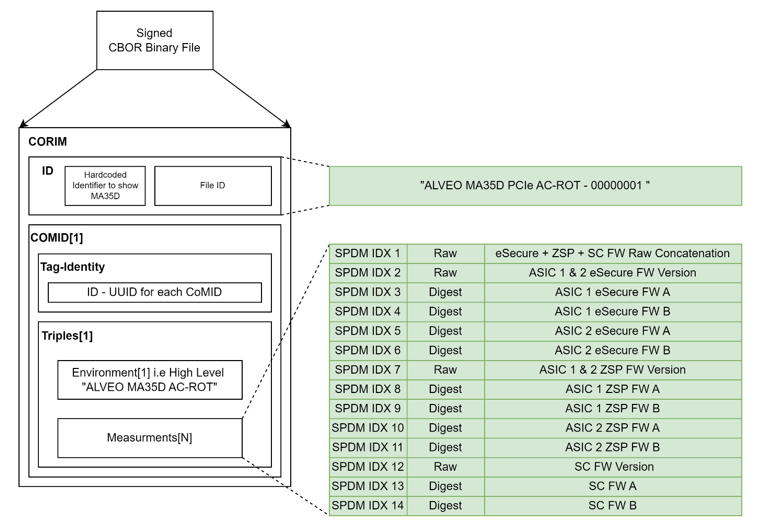 Signed
CBOR Binary File
CORIM
ID
Hardcoded
Identifier to show
MA35D
File ID
"ALVEO MA35D PCIe AC-ROT - 00000001 "
COMID[1]
Tag-Identity
ID - UUID for each CoMID
Triples[1]
Environment[1] i.e High Level
"ALVEO MA35D AC-ROT"
Measurments[N]
SPDM IDX 1 Raw eSecure + ZSP + SC FW Raw Concatenation
SPDM IDX 2 Raw ASIC 1 & 2 eSecure FW Version
SPDM IDX 3 Digest ASIC 1 eSecure FW A
SPDM IDX 4 Digest ASIC 1 eSecure FW B
SPDM IDX 5 Digest ASIC 2 eSecure FW A
SPDM IDX 6 Digest ASIC 2 eSecure FW B
SPDM IDX 7 Raw ASIC 1 & 2 ZSP FW Version
SPDM IDX 8 Digest ASIC 1 ZSP FW A
SPDM IDX 9 Digest ASIC 1 ZSP FW B
SPDM IDX 10 Digest ASIC 2 ZSP FW A
SPDM IDX 11 Digest ASIC 2 ZSP FW B
SPDM IDX 12 Raw SC FW Version
SPDM IDX 13 Digest SC FW A
SPDM IDX 14 Digest SC FW B